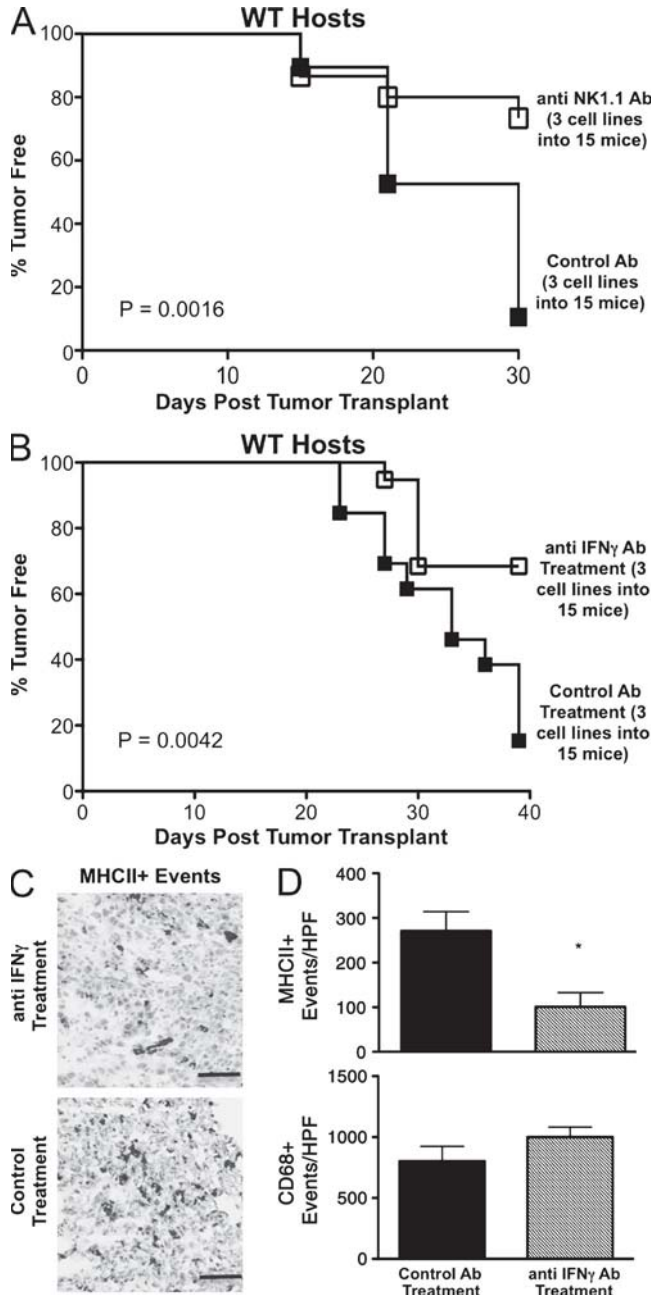 A
WT Hosts
100
80
60
40
20
0
% Tumor Free
P = 0.0016
0 10 20 30
Days Post Tumor Transplant
anti NK1.1 Ab
(3 cell lines
into 15 mice)
Control Ab
(3 cell lines
into 15 mice)
B
WT Hosts
100
80
60
40
20
0
% Tumor Free
P = 0.0042
0 10 20 30 40
Days Post Tumor Transplant
anti IFNγ Ab
Treatment (3
cell lines into
15 mice)
Control Ab
Treatment (3
cell lines into
15 mice)
C
MHCII+ Events
anti IFNγ
Treatment
Control
Treatment
D
400
300
200
100
0
MHCII+
Events/HPF
*
1500
1000
500
0
CD68+
Events/HPF
Control Ab
Treatment
anti IFNγ Ab
Treatment